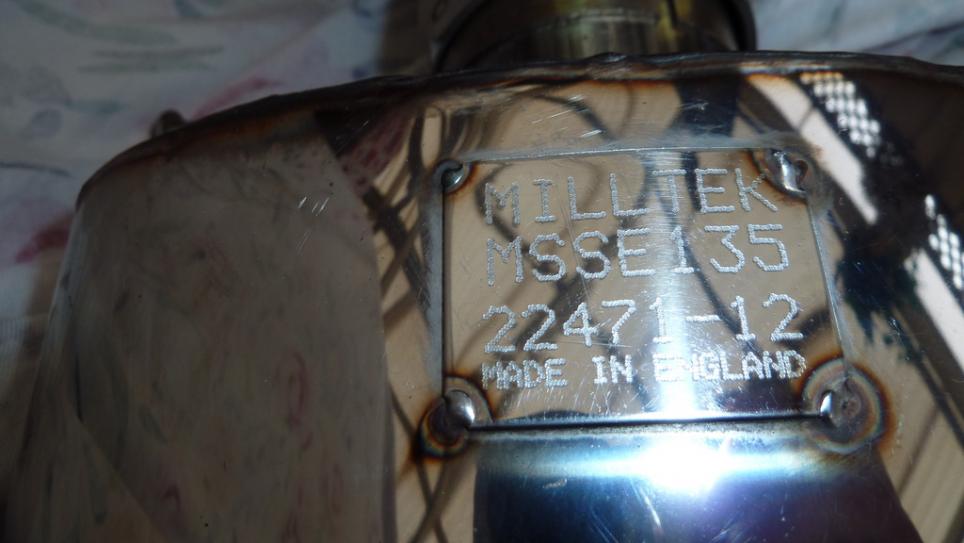 MILLTEK
MSSE135
22471-12
MADE IN ENGLAND